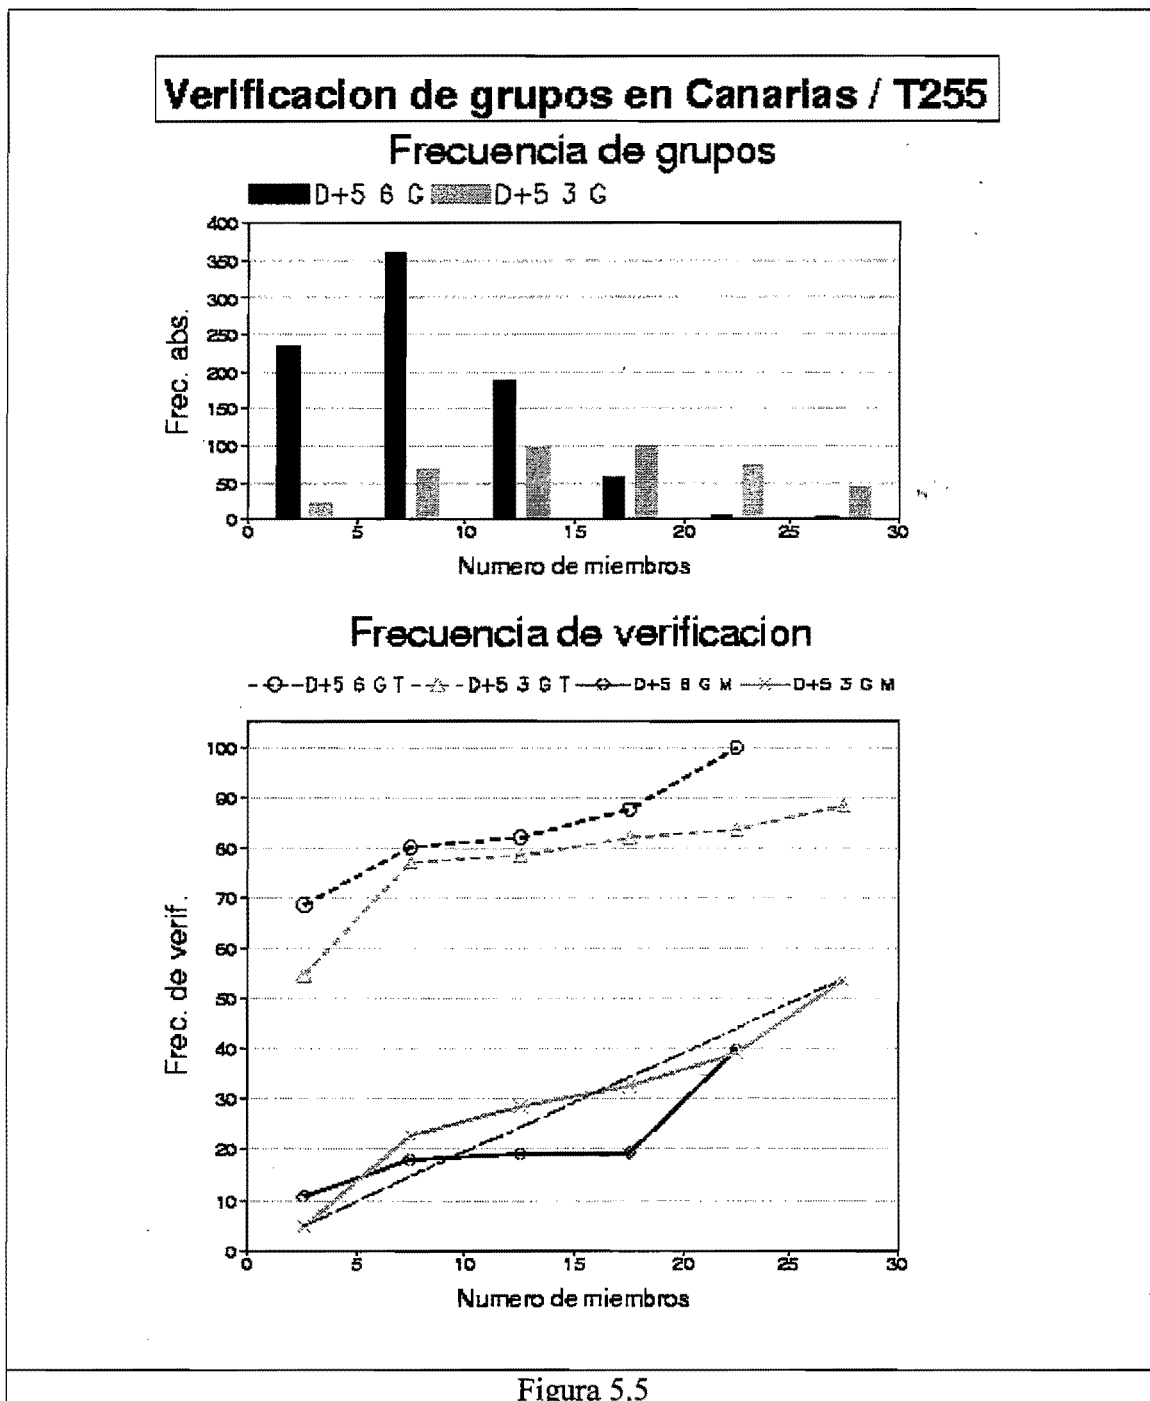 Verificacion de grupos en Canarias / T255
Frecuencia de grupos
D+5 6 G D+5 3 G
400
350
300
250
200
150
100
50
0
Frec. abs.
0 5 10 15 20 25 30
Numero de miembros
Frecuencia de verificacion
D+5 6 G T D+5 3 G T D+5 6 G M D+5 3 G M
100
90
80
70
60
50
40
30
20
10
0
Frec. de verif.
0 5 10 15 20 25 30
Numero de miembros
Figura 5.5